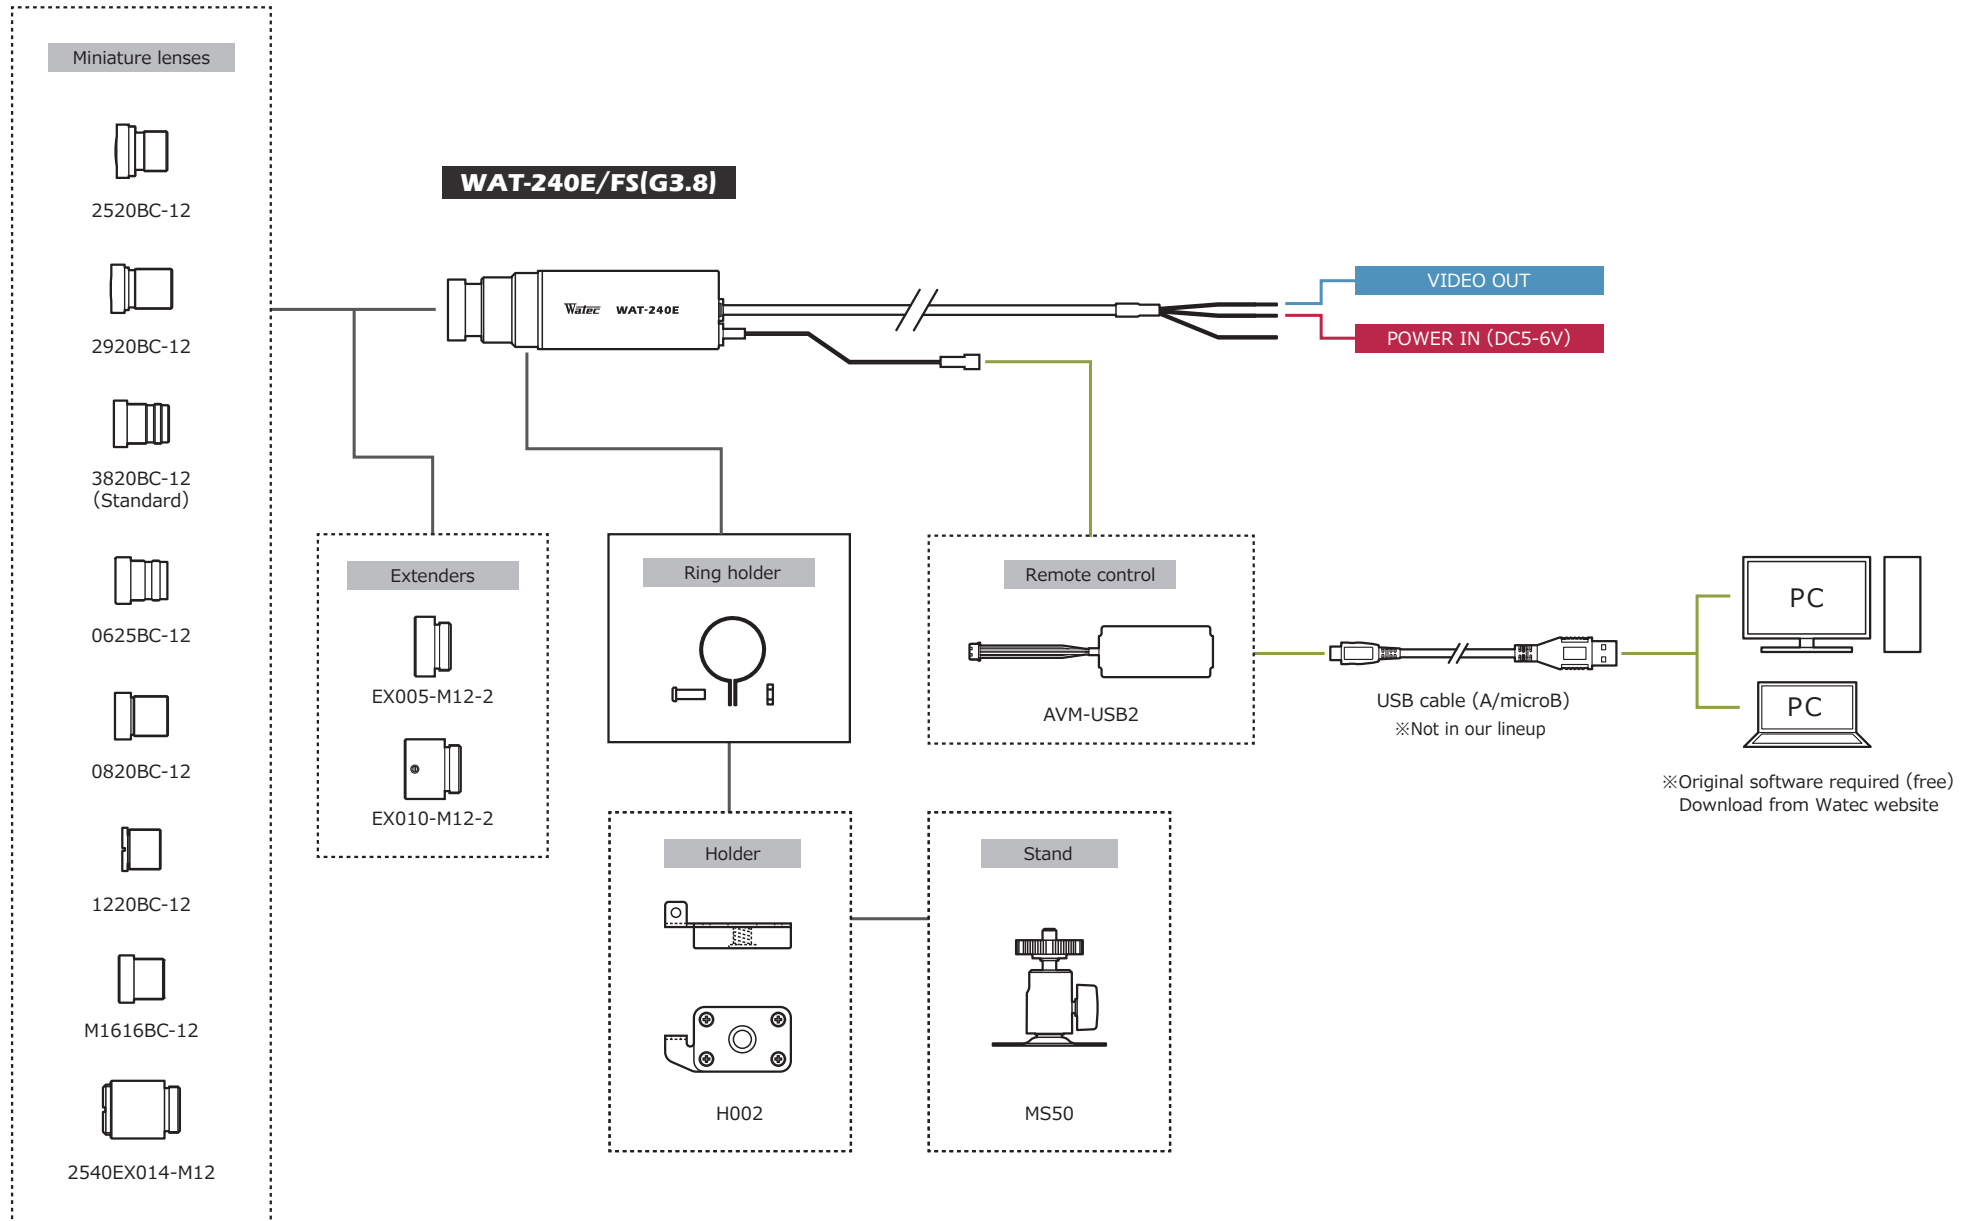 Miniature lenses
2520BC-12
2920BC-12
3820BC-12
(Standard)
0625BC-12
0820BC-12
1220BC-12
M1616BC-12
2540EX014-M12
WAT-240E/FS(G3.8)
Watec WAT-240E
VIDEO OUT
POWER IN (DC5-6V)
Extenders
EX005-M12-2
EX010-M12-2
Ring holder
Remote control
AVM-USB2
USB cable (A/microB)
※Not in our lineup
PC
PC
※Original software required (free)
Download from Watec website
Holder
H002
Stand
MS50